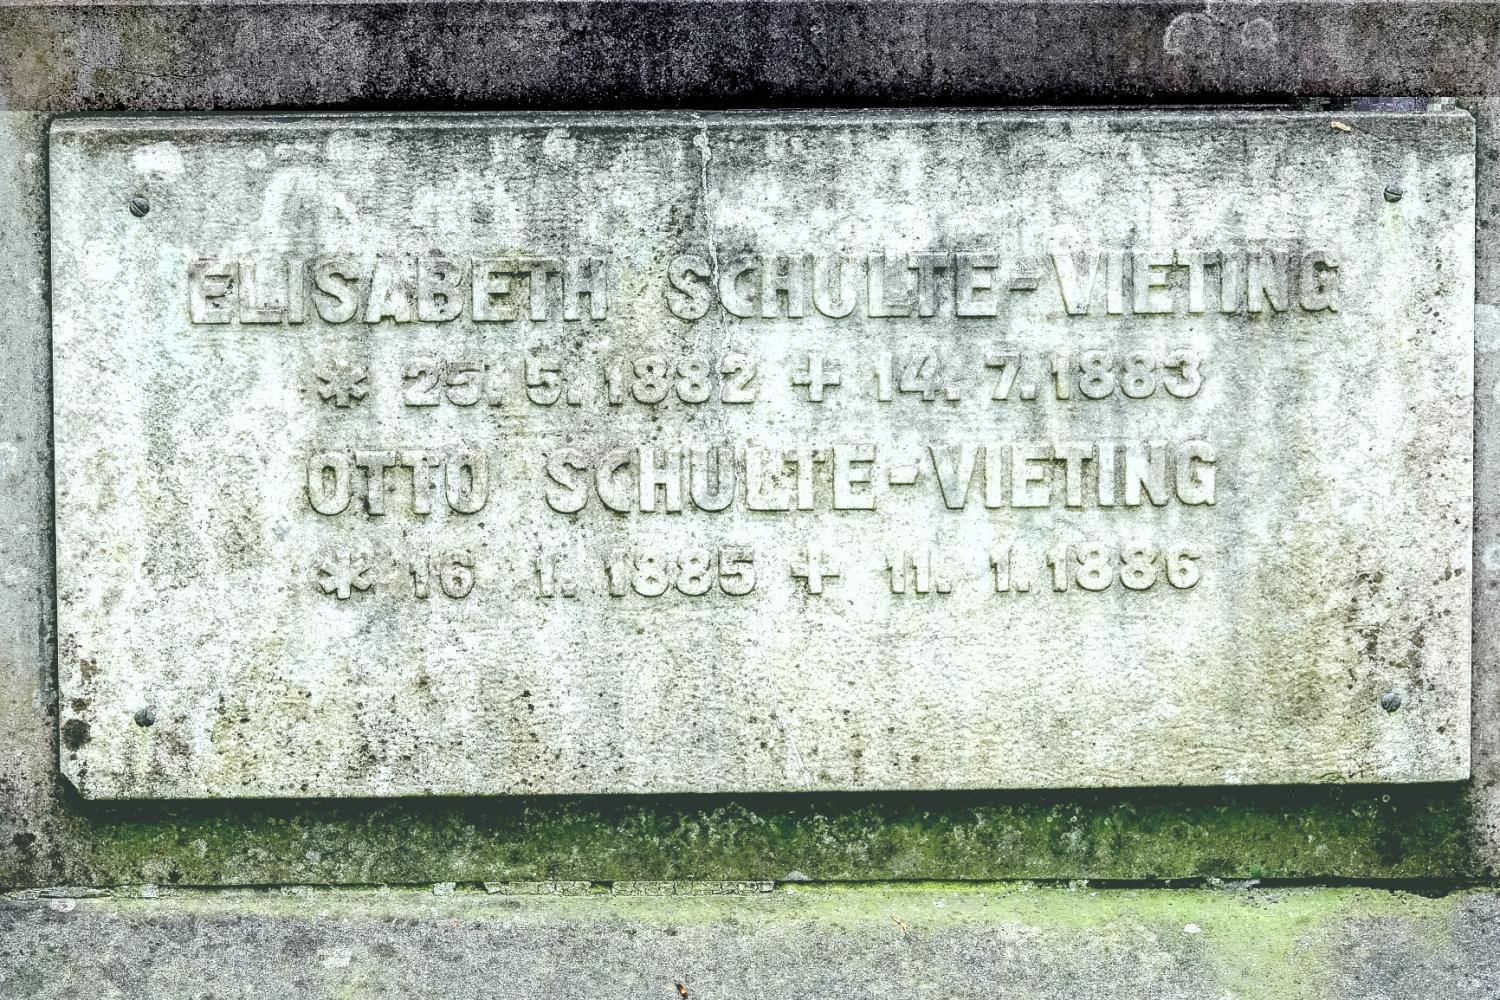 ELISABETH SCHULTE-VIETING
* 25. 5. 1882 + 14. 7. 1883
OTTO SCHULTE-VIETING
* 16 1. 1885 + 11. 1. 1886